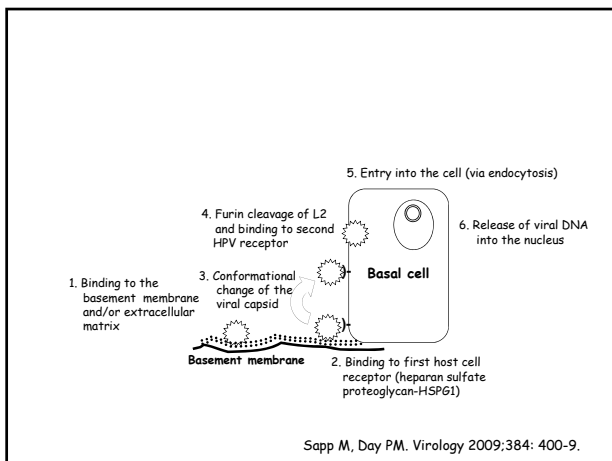 1. Binding to the
basement membrane
and/or extracellular
matrix
Basement membrane
2. Binding to first host cell
receptor (heparan sulfate
proteoglycan-HSPG1)
3. Conformational
change of the
viral capsid
4. Furin cleavage of L2
and binding to second
HPV receptor
5. Entry into the cell (via endocytosis)
6. Release of viral DNA
into the nucleus
Basal cell
Sapp M, Day PM. Virology 2009;384: 400-9.